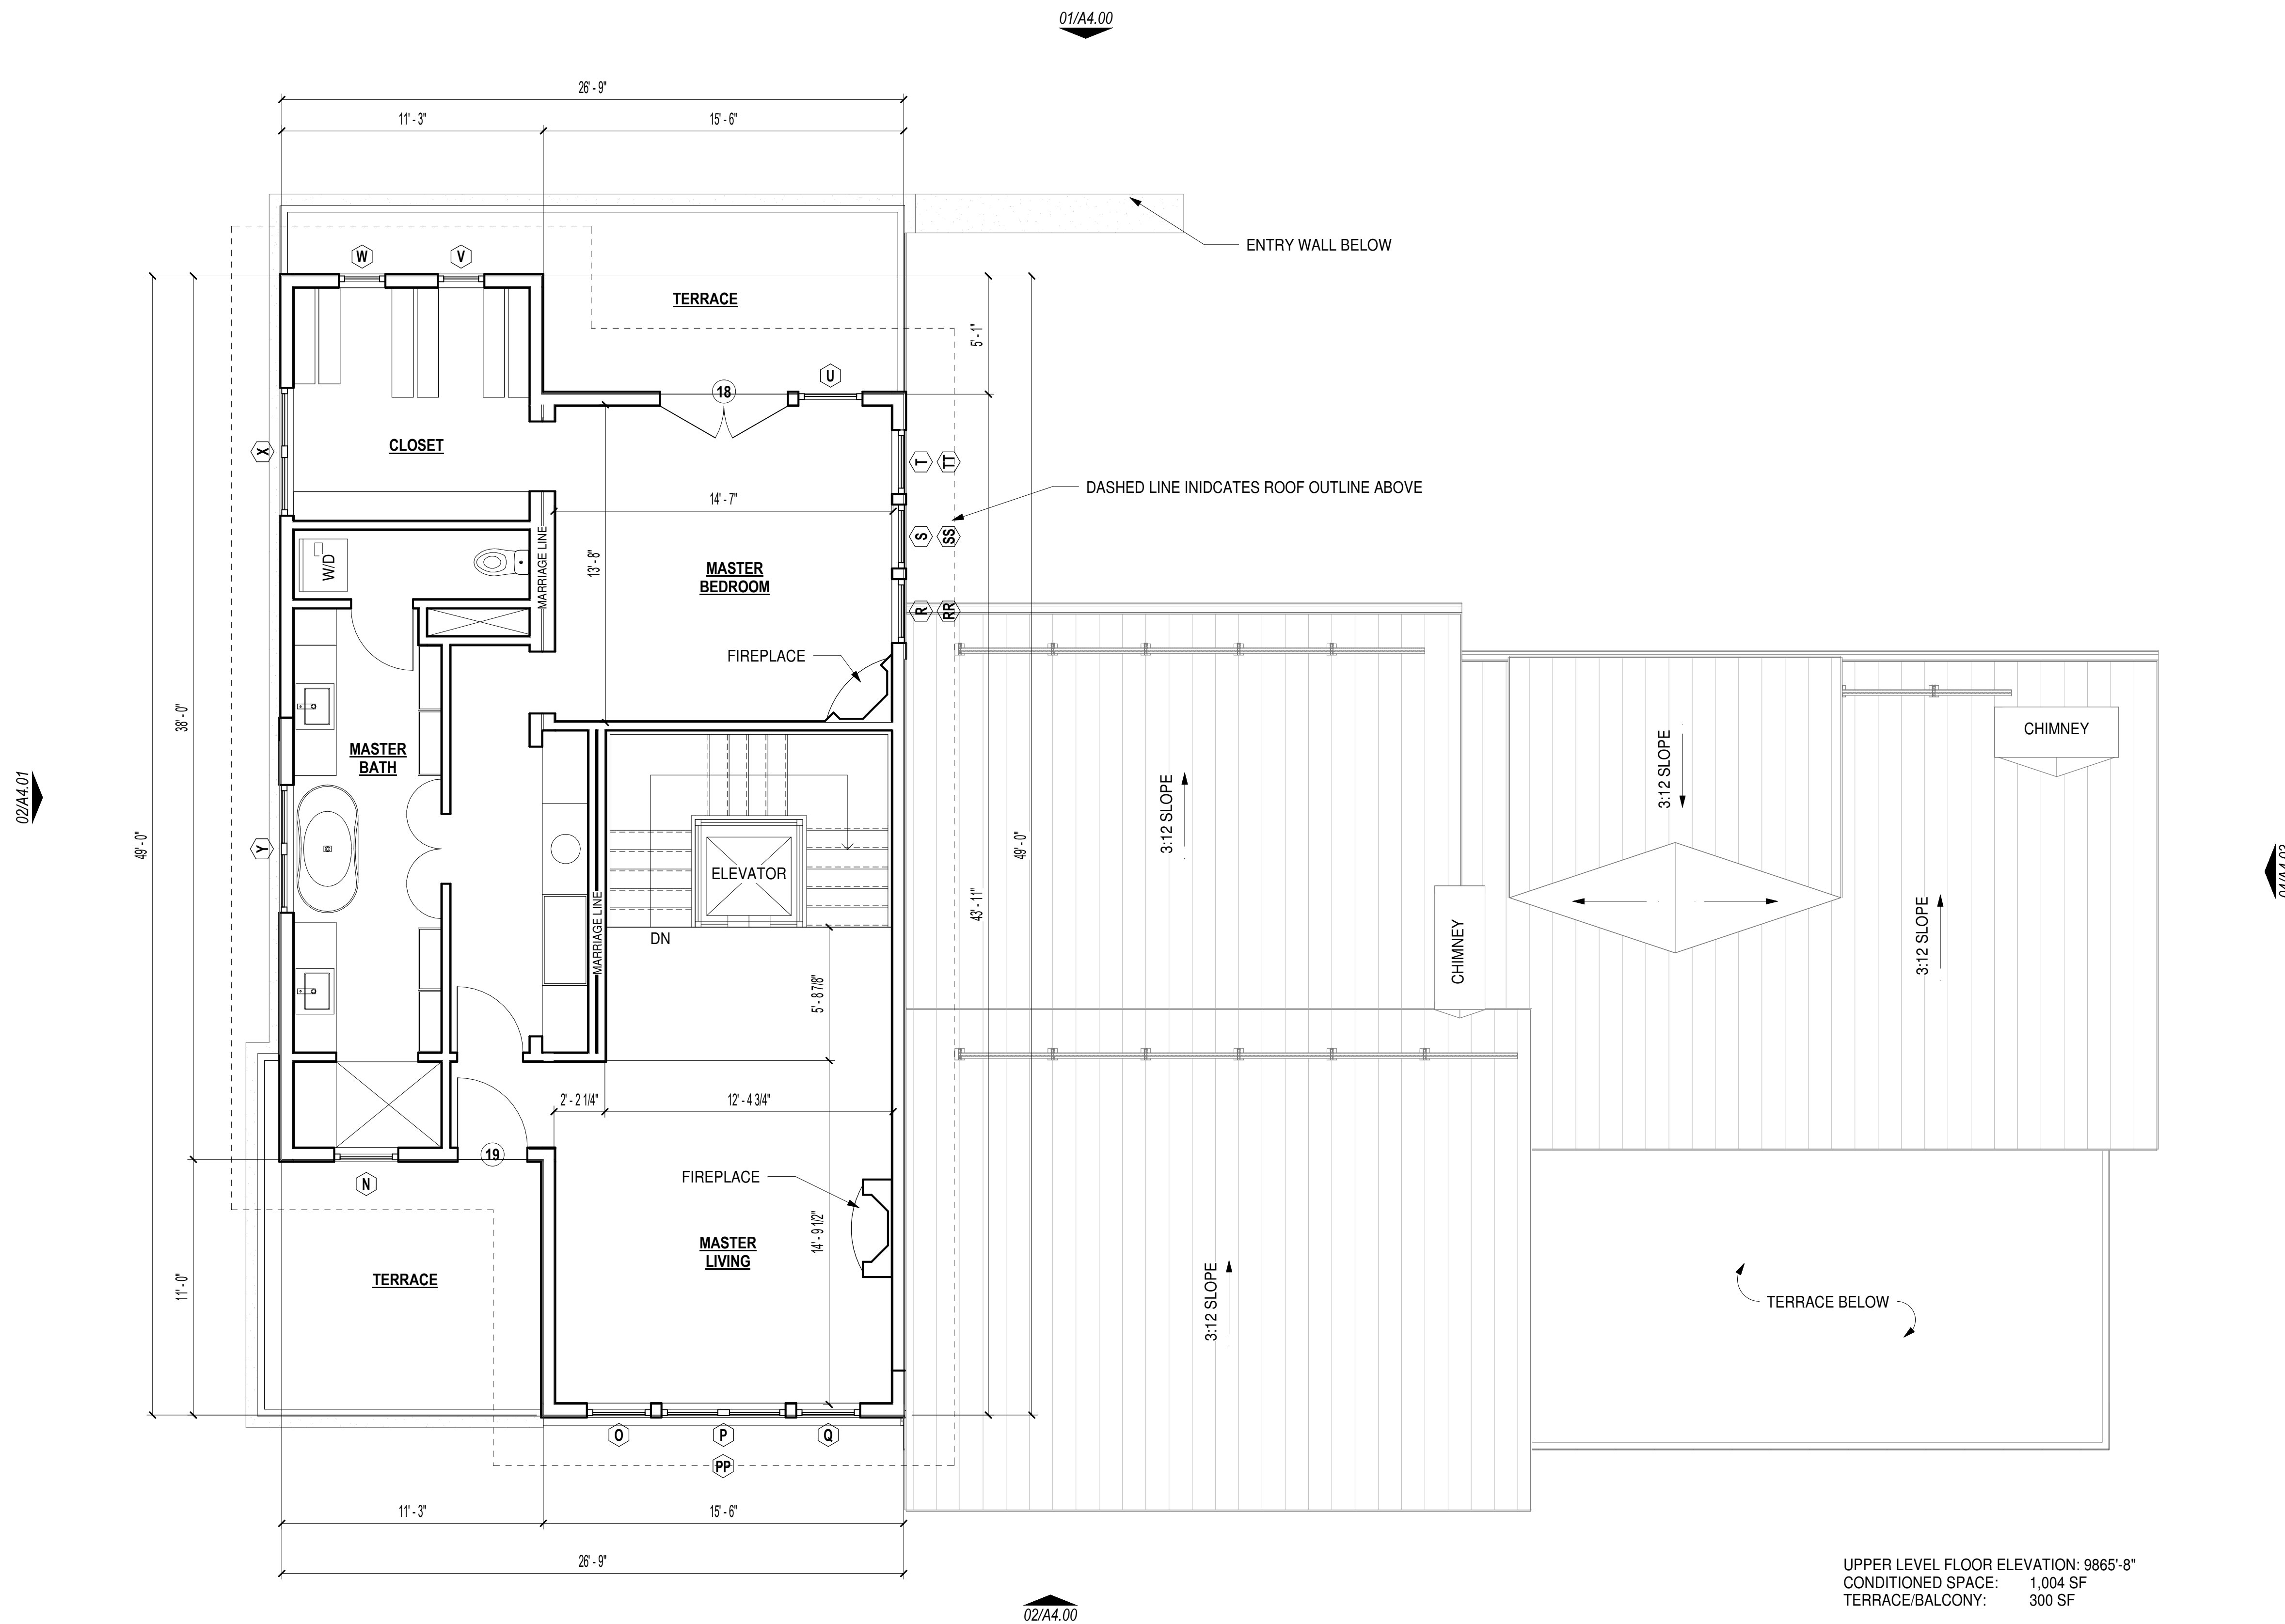 01/A4.00
26' - 9"
11' - 3"
15' - 6"
ENTRY WALL BELOW
W
V
TERRACE
5' - 1"
U
18
CLOSET
X
T
TT
DASHED LINE INIDCATES ROOF OUTLINE ABOVE
14' - 7"
MARRIAGE LINE
13' - 8"
S
SS
W/D
MASTER
BEDROOM
R
RR
FIREPLACE
38' - 0"
49' - 0"
MASTER
BATH
02/A4.01
Y
ELEVATOR
MARRIAGE LINE
DN
43' - 11"
49' - 0"
3:12 SLOPE
3:12 SLOPE
CHIMNEY
CHIMNEY
3:12 SLOPE
5' - 8 7/8"
2' - 2 1/4"
12' - 4 3/4"
19
N
FIREPLACE
14' - 9 1/2"
MASTER
LIVING
TERRACE
11' - 0"
3:12 SLOPE
TERRACE BELOW
O
P
Q
PP
11' - 3"
15' - 6"
26' - 9"
02/A4.00
UPPER LEVEL FLOOR ELEVATION: 9865'-8"
CONDITIONED SPACE: 1,004 SF
TERRACE/BALCONY: 300 SF